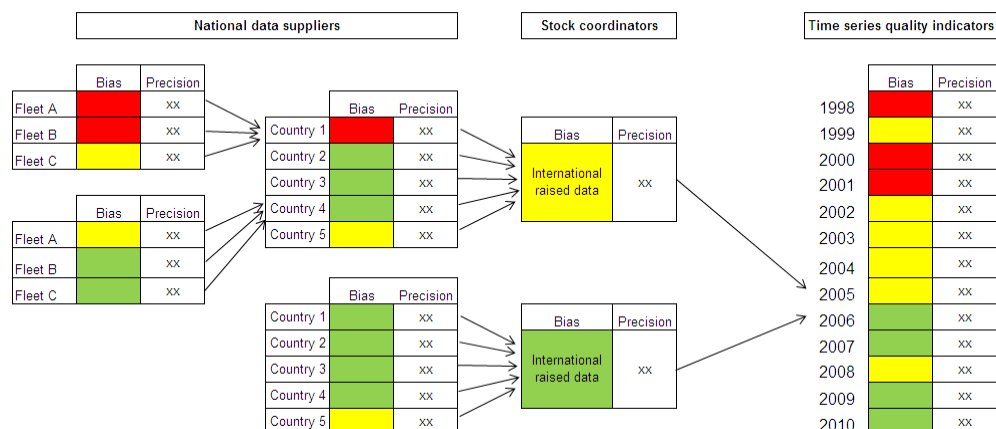 National data suppliers
Stock coordinators
Time series quality indicators
Bias Precision
Fleet A xx
Fleet B xx
Fleet C xx
Bias Precision
Fleet A xx
Fleet B xx
Fleet C xx
Bias Precision
Country 1 xx
Country 2 xx
Country 3 xx
Country 4 xx
Country 5 xx
Bias Precision
Country 1 xx
Country 2 xx
Country 3 xx
Country 4 xx
Country 5 xx
Bias Precision
International
raised data xx
Bias Precision
International
raised data xx
Bias Precision
1998 xx
1999 xx
2000 xx
2001 xx
2002 xx
2003 xx
2004 xx
2005 xx
2006 xx
2007 xx
2008 xx
2009 xx
2010 xx